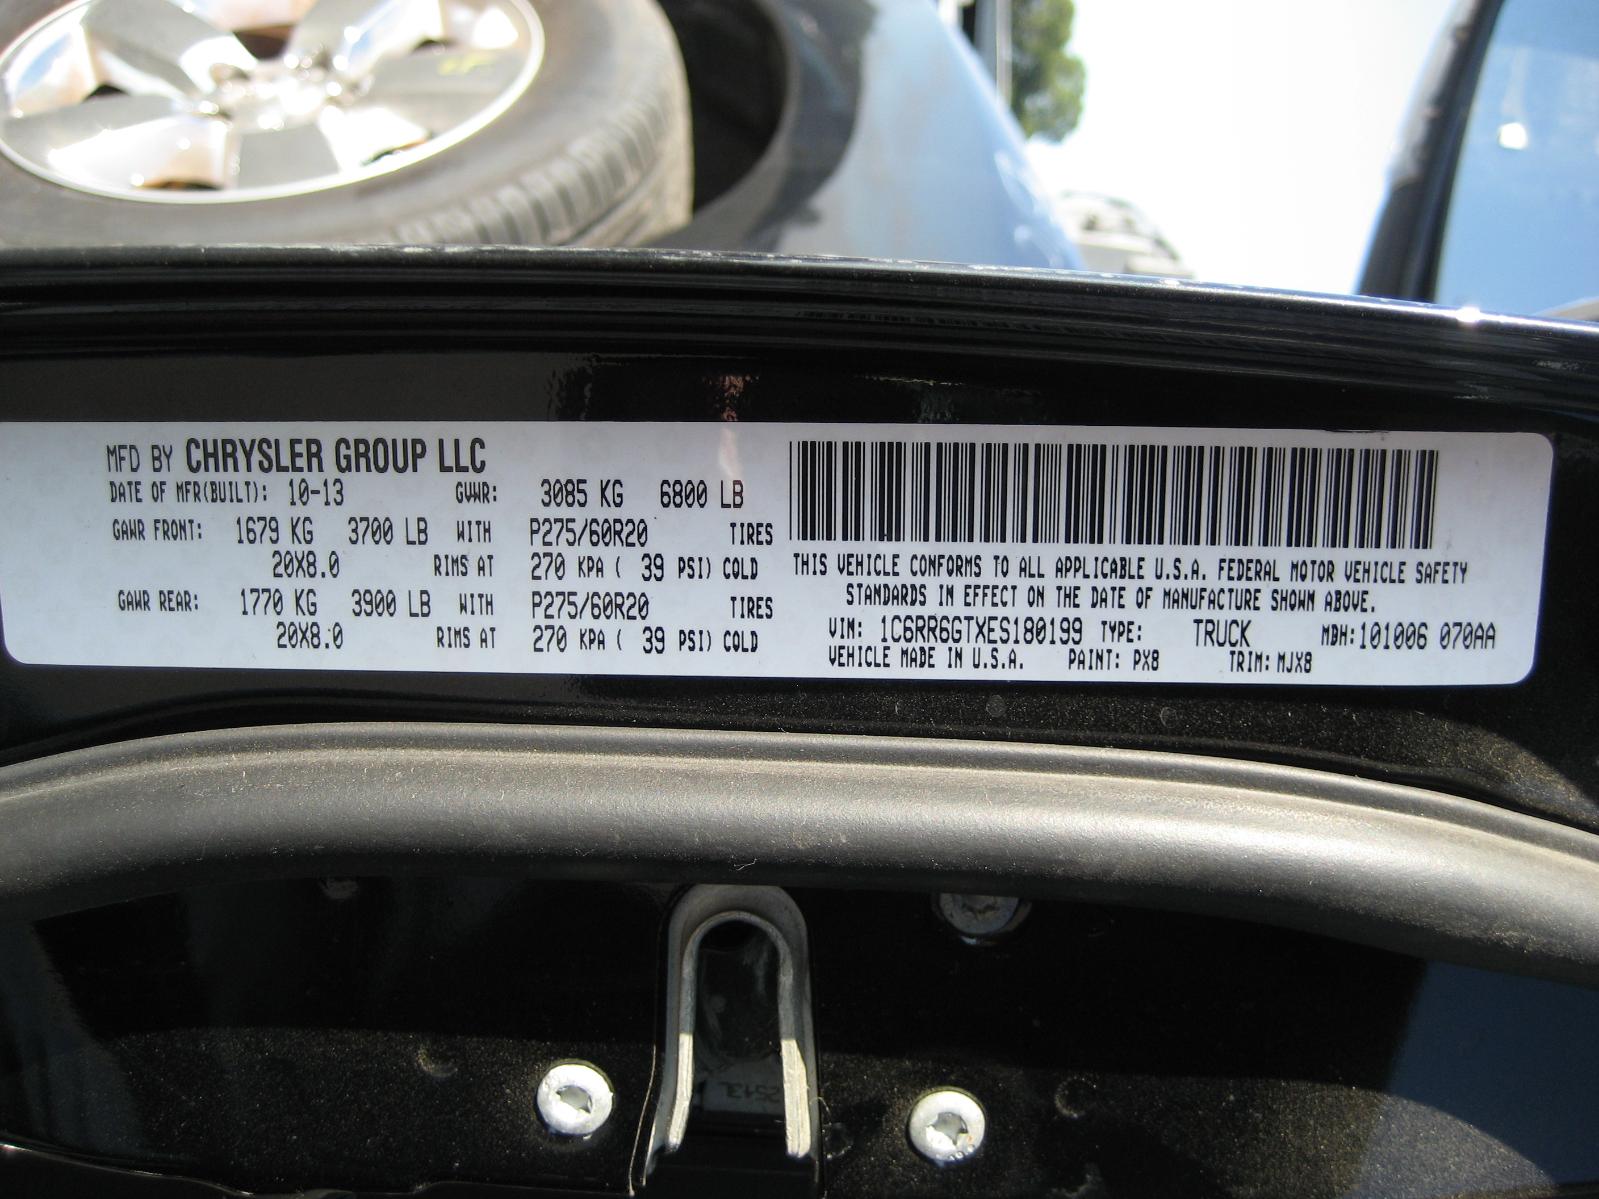 MFD BY CHRYSLER GROUP LLC
DATE OF MFR(BUILT): 10-13 GVWR: 3085 KG 6800 LB
GAWR FRONT: 1679 KG 3700 LB WITH P275/60R20 TIRES
20X8.0 RIMS AT 270 KPA ( 39 PSI) COLD
GAWR REAR: 1770 KG 3900 LB WITH P275/60R20 TIRES
20X8.0 RIMS AT 270 KPA ( 39 PSI) COLD
THIS VEHICLE CONFORMS TO ALL APPLICABLE U.S.A. FEDERAL MOTOR VEHICLE SAFETY
STANDARDS IN EFFECT ON THE DATE OF MANUFACTURE SHOWN ABOVE.
VIN: 1C6RR6GTXES180199 TYPE: TRUCK MDH:101006 070AA
VEHICLE MADE IN U.S.A. PAINT: PX8 TRIM: MJX8